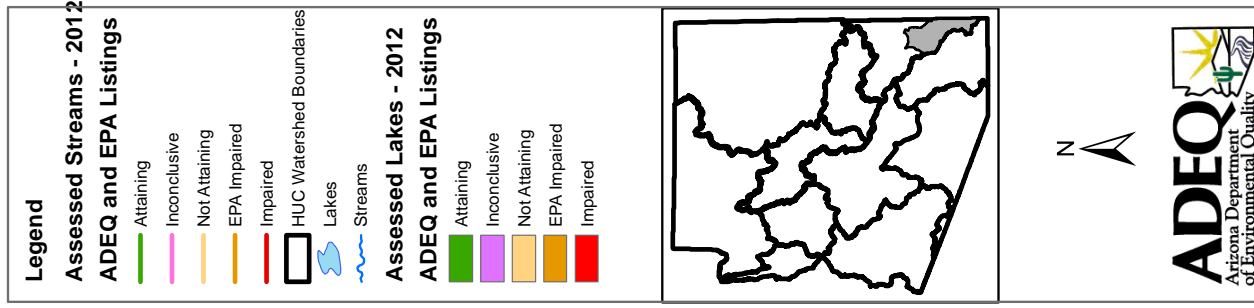 Legend
Assessed Streams - 2012
ADEQ and EPA Listings
Attaining
Inconclusive
Not Attaining
EPA Impaired
Impaired
HUC Watershed Boundaries
Lakes
Streams
Assessed Lakes - 2012
ADEQ and EPA Listings
Attaining
Inconclusive
Not Attaining
EPA Impaired
Impaired
N
ADEQ
Arizona Department
of Environmental Quality